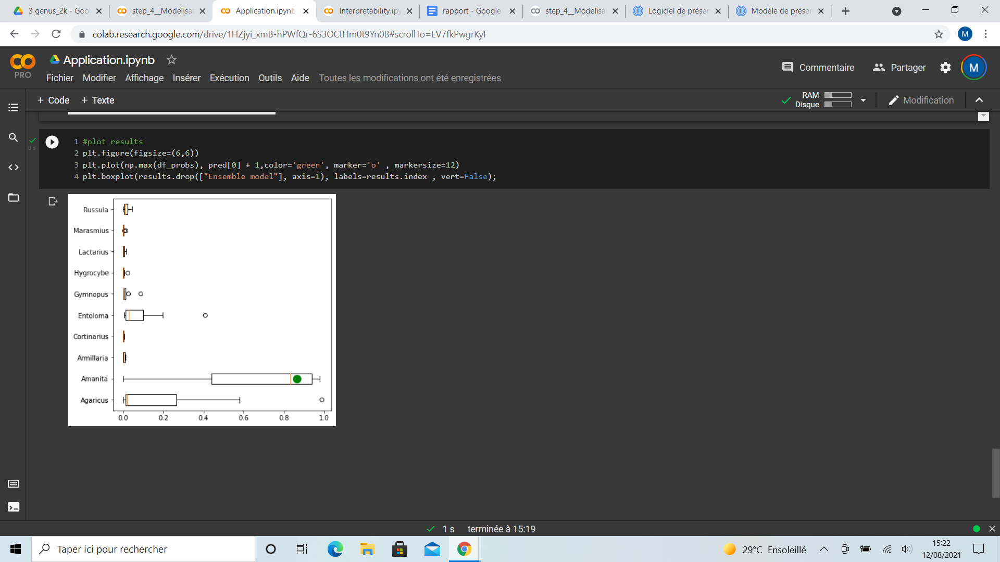 3 genus_2k - Goo
step_4__Modelisat
Application.ipynb
Interpretability.ipy
rapport - Google
step_4__Modelisat
Logiciel de présen
Modèle de présen
colab.research.google.com/drive/1HZjyi_xmB-hPWfQr-6S3OCtHm0t9Yn0B#scrollTo=EV7fkPwgrKyF
M
PRO
Application.ipynb
Commentaire
Partager
M
Fichier Modifier Affichage Insérer Exécution Outils Aide Toutes les modifications ont été enregistrées
+ Code + Texte
RAM
Disque
Modification
0 s
1 #plot results
2 plt.figure(figsize=(6,6))
3 plt.plot(np.max(df_probs), pred[0] + 1,color='green', marker='o' , markersize=12)
4 plt.boxplot(results.drop(["Ensemble model"], axis=1), labels=results.index , vert=False);
Russula
Marasmius
Lactarius
Hygrocybe
Gymnopus
Entoloma
Cortinarius
Armillaria
Amanita
Agaricus
0.0 0.2 0.4 0.6 0.8 1.0
1 s terminée à 15:19
Taper ici pour rechercher
29°C Ensoleillé
15:22
12/08/2021